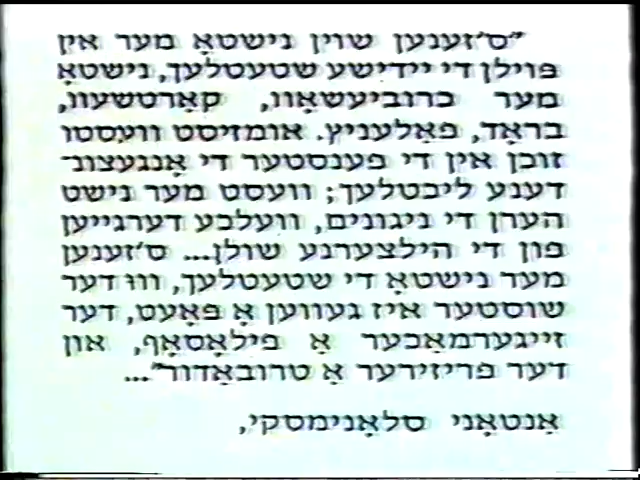 "ס'זענען שוין נישטאָ מער אין
פּוילן די יידישע שטעטלעך, נישטאָ
מער כרוביעשאָוו, קאַרטשעוו,
בראָד, פאַלעניץ. אומזיסט וועסטו
זוכן אין די פענסטער די אָנגעצונ־
דענע ליכטלעך; וועסט מער נישט
הערן די ניגונים, וועלכע דערגייען
פון די הילצערנע שולן... ס'זענען
מער נישטאָ די שטעטלעך, וווּ דער
שוסטער איז געווען אַ פּאָעט, דער
זייגערמאַכער אַ פילאָסאָף, און
דער פריזירער אַ טרובאַדור"...
אַנטאָני סלאָנימסקי,